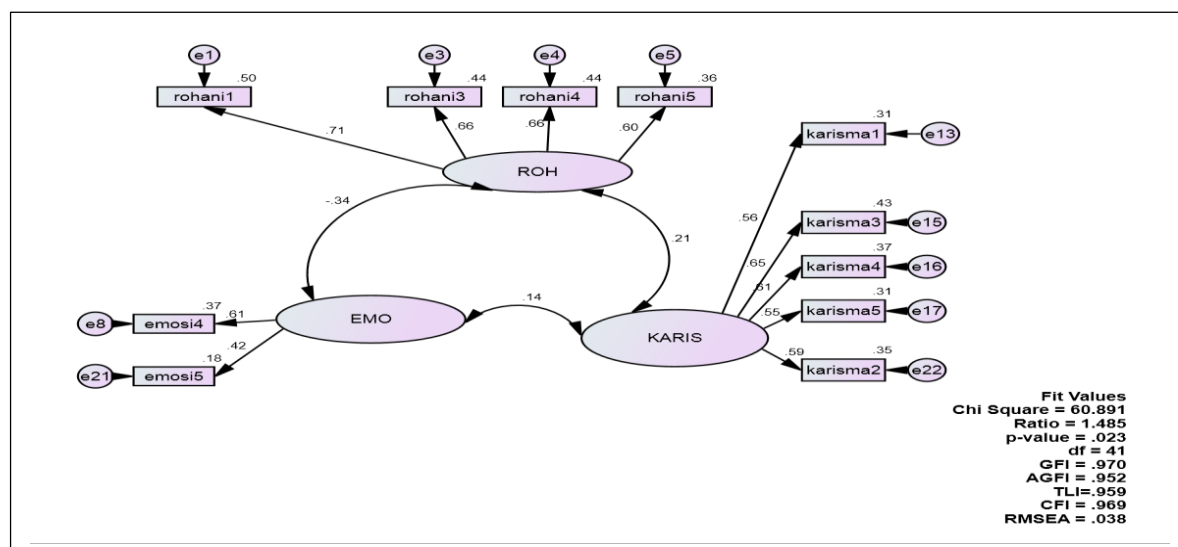 e1
e3
e4
e5
.50
.44
.44
.36
rohani1
rohani3
rohani4
rohani5
.71
.66
.66
.60
ROH
.31
karisma1
e13
.56
.43
karisma3
e15
-.34
.21
.65
.37
karisma4
e16
.61
.31
karisma5
e17
.55
.14
EMO
KARIS
.37
.61
e8
emosi4
.42
.18
e21
emosi5
.59
.35
karisma2
e22
Fit Values
Chi Square = 60.891
Ratio = 1.485
p-value = .023
df = 41
GFI = .970
AGFI = .952
TLI=.959
CFI = .969
RMSEA = .038